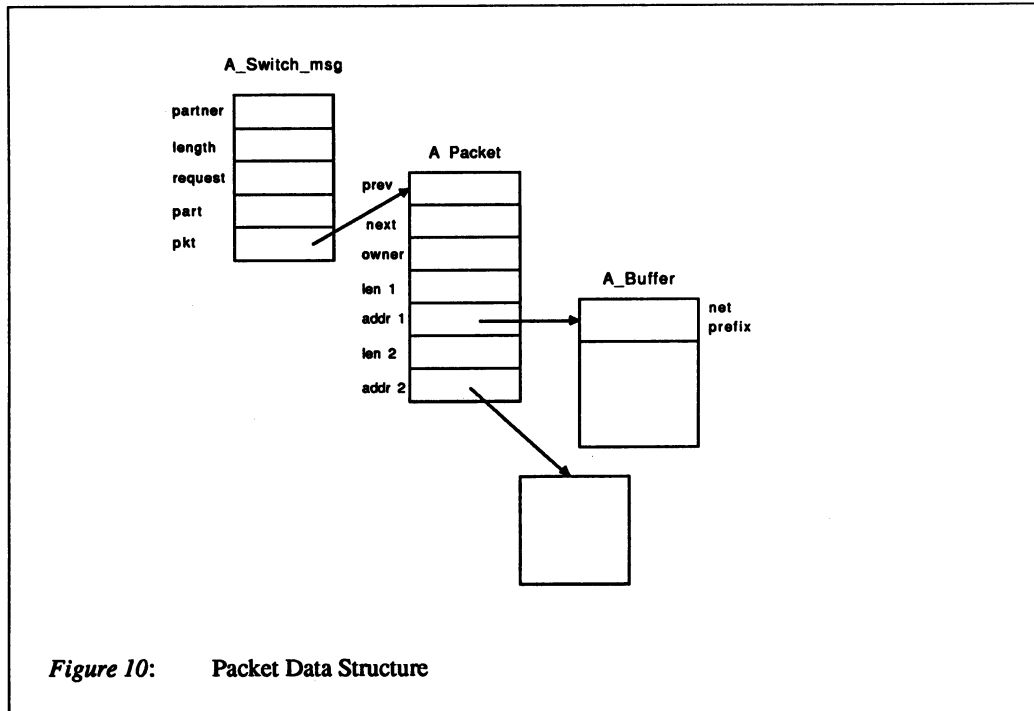 A_Switch_msg
partner
length
request
part
pkt
A Packet
prev
next
owner
len 1
addr 1
len 2
addr 2
A_Buffer
net
prefix
Figure 10: Packet Data Structure